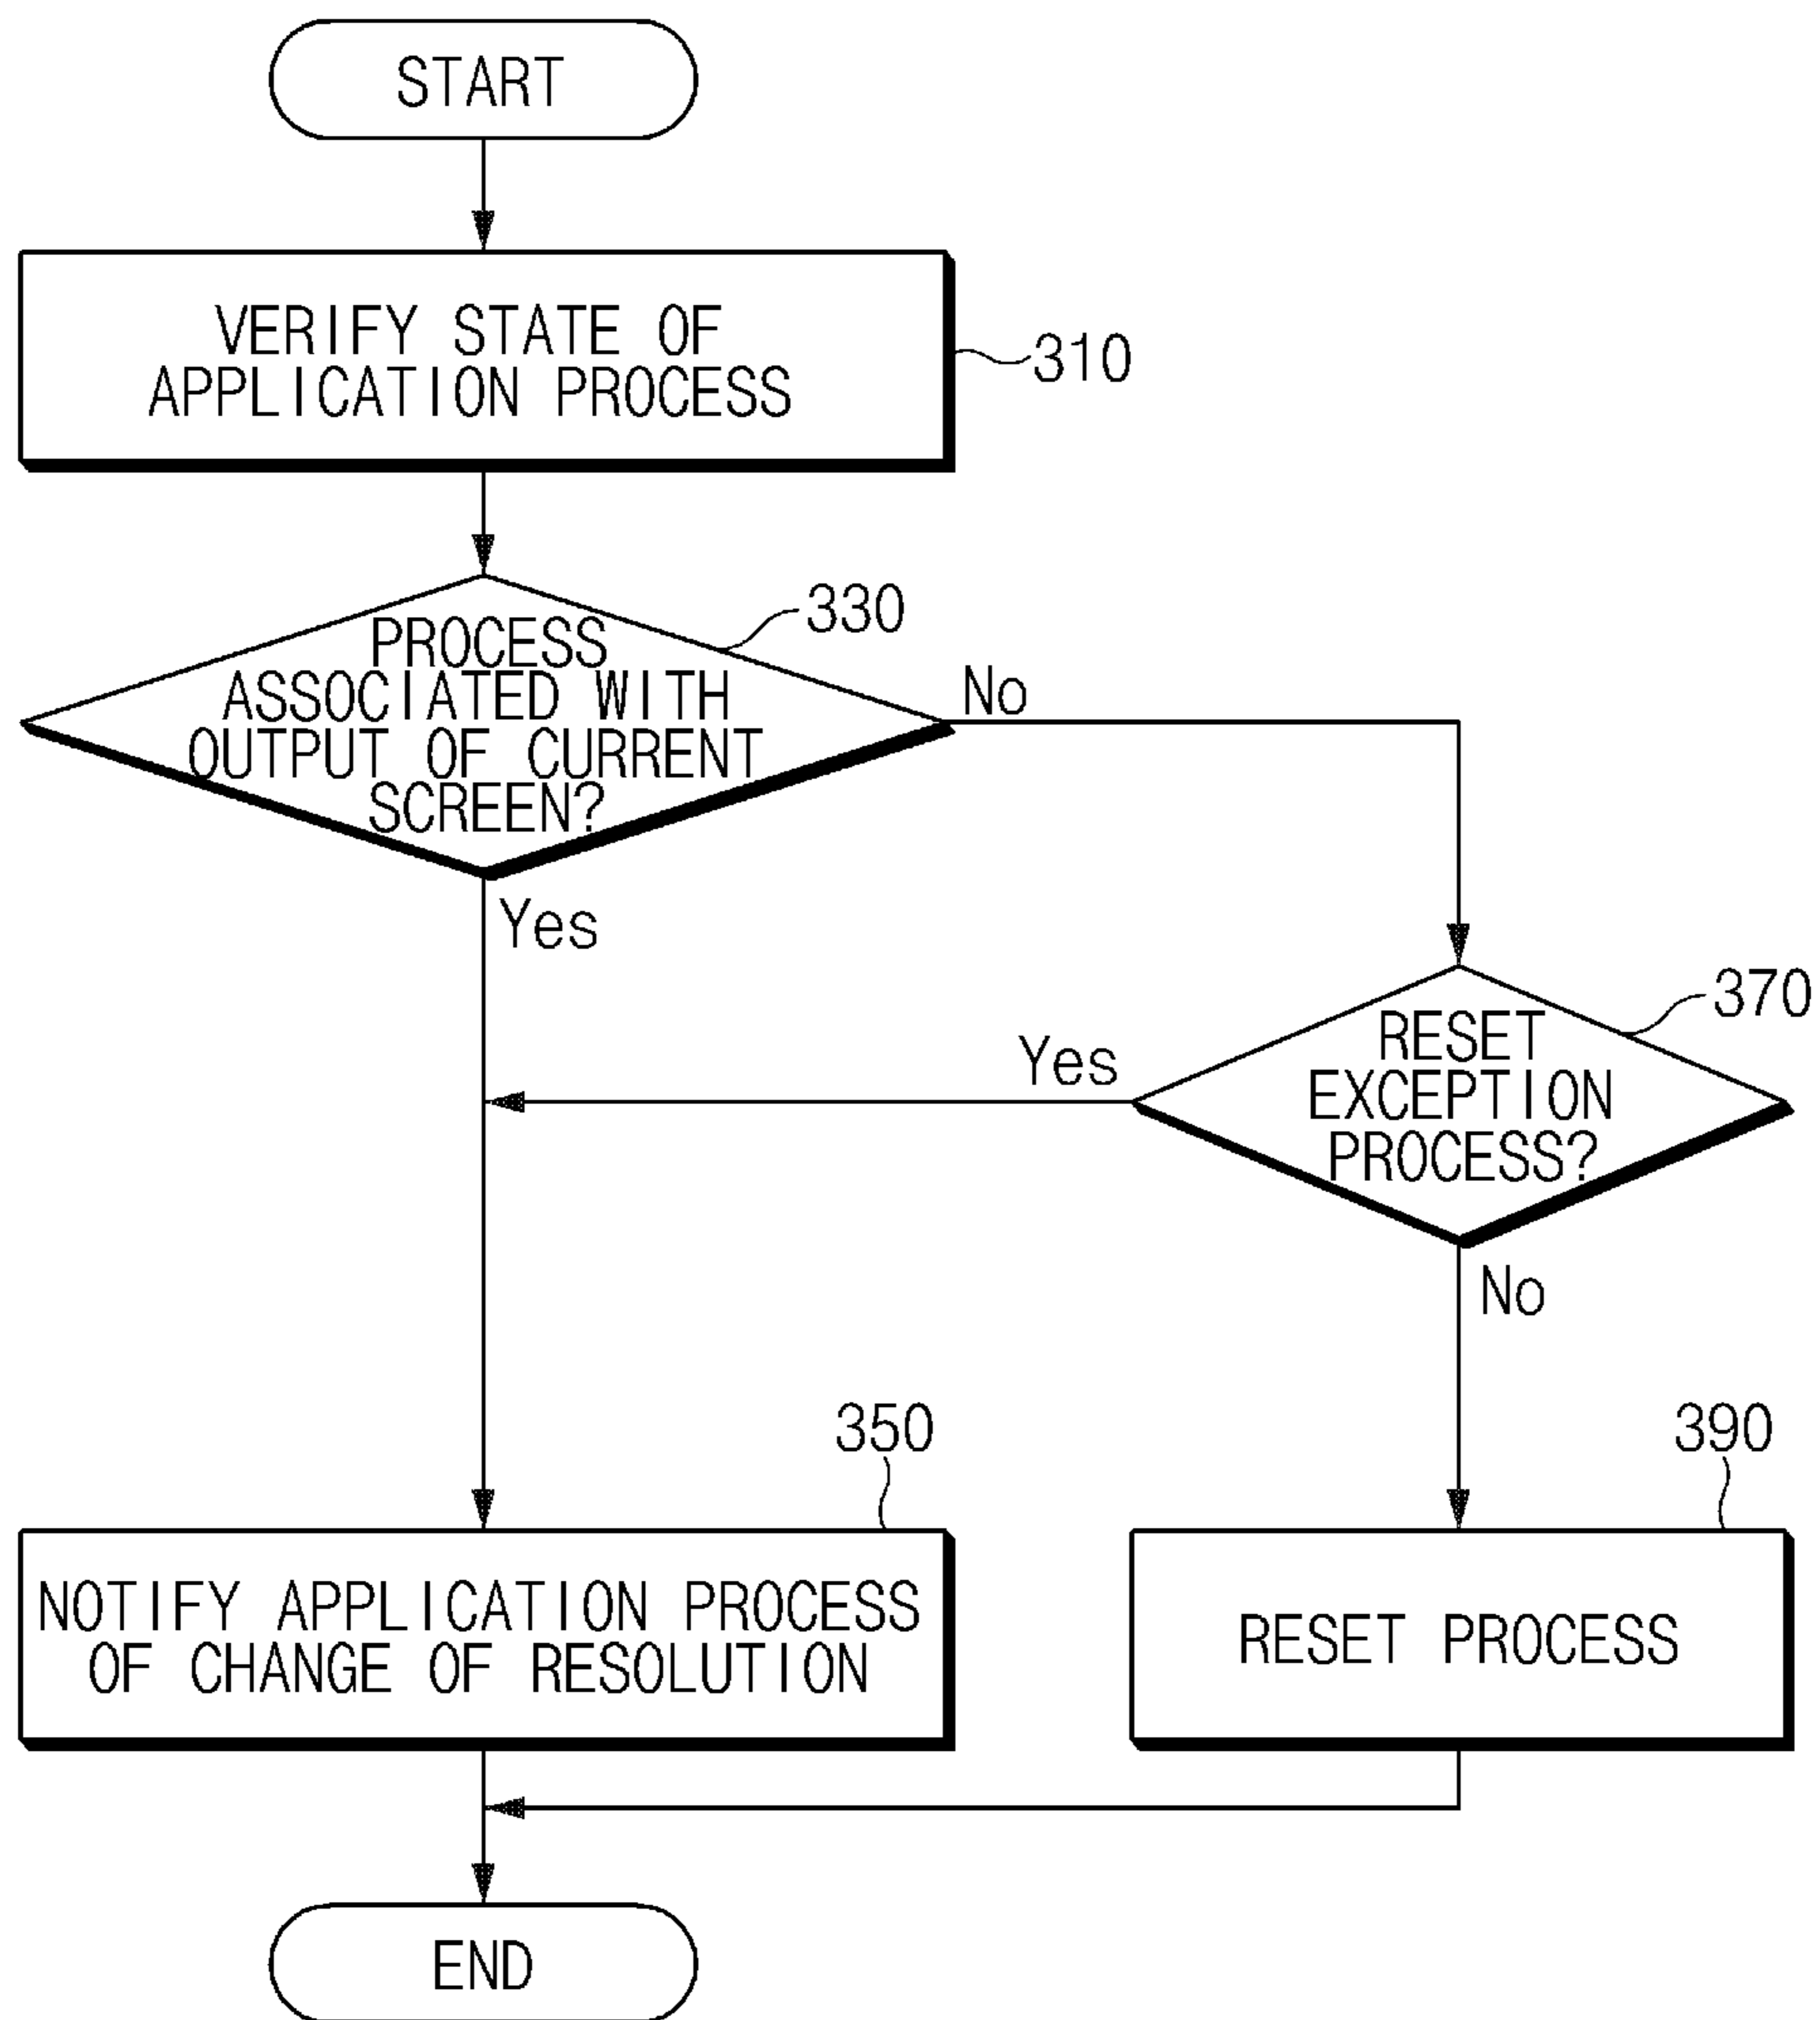 START
VERIFY STATE OF
APPLICATION PROCESS
310
330
PROCESS
ASSOCIATED WITH
OUTPUT OF CURRENT
SCREEN?
No
Yes
370
RESET
EXCEPTION
PROCESS?
Yes
No
350
NOTIFY APPLICATION PROCESS
OF CHANGE OF RESOLUTION
390
RESET PROCESS
END